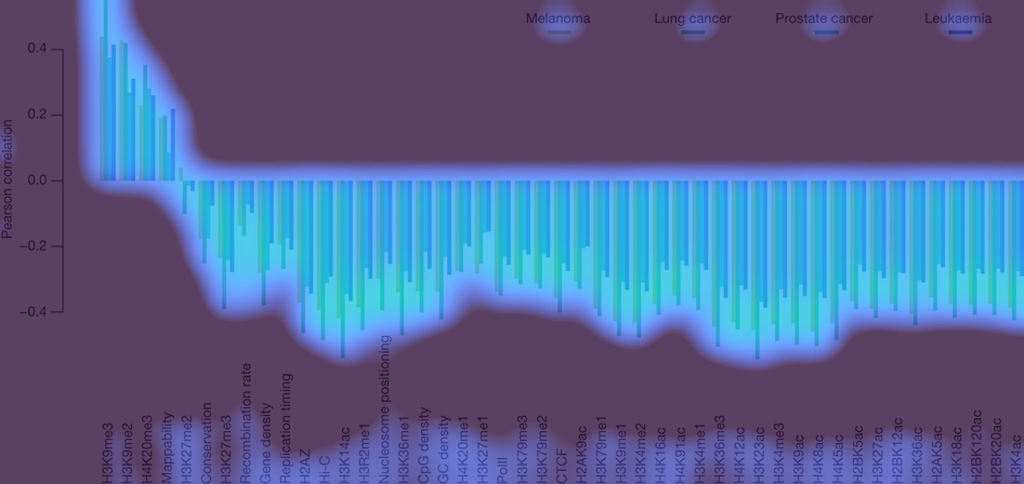 Melanoma
Lung cancer
Prostate cancer
Leukaemia
0.4
0.2
0.0
−0.2
−0.4
Pearson correlation
H3K9me3
H3K9me2
H4K20me3
Mappability
H3K27me2
Conservation
H3K27me3
Recombination rate
Gene density
Replication timing
H2AZ
Hi-C
H3K14ac
H3R2me1
Nucleosome positioning
H3K36me1
CpG density
GC density
H4K20me1
H3K27me1
PolII
H3K79me3
H3K79me2
CTCF
H2AK9ac
H3K79me1
H3K9me1
H3K4me2
H4K16ac
H4K91ac
H3K4me1
H3K36me3
H4K12ac
H3K23ac
H3K4me3
H3K9ac
H4K8ac
H4K5ac
H2BK5ac
H3K27ac
H2BK12ac
H3K36ac
H2AK5ac
H3K18ac
H2BK120ac
H2BK20ac
H3K4ac